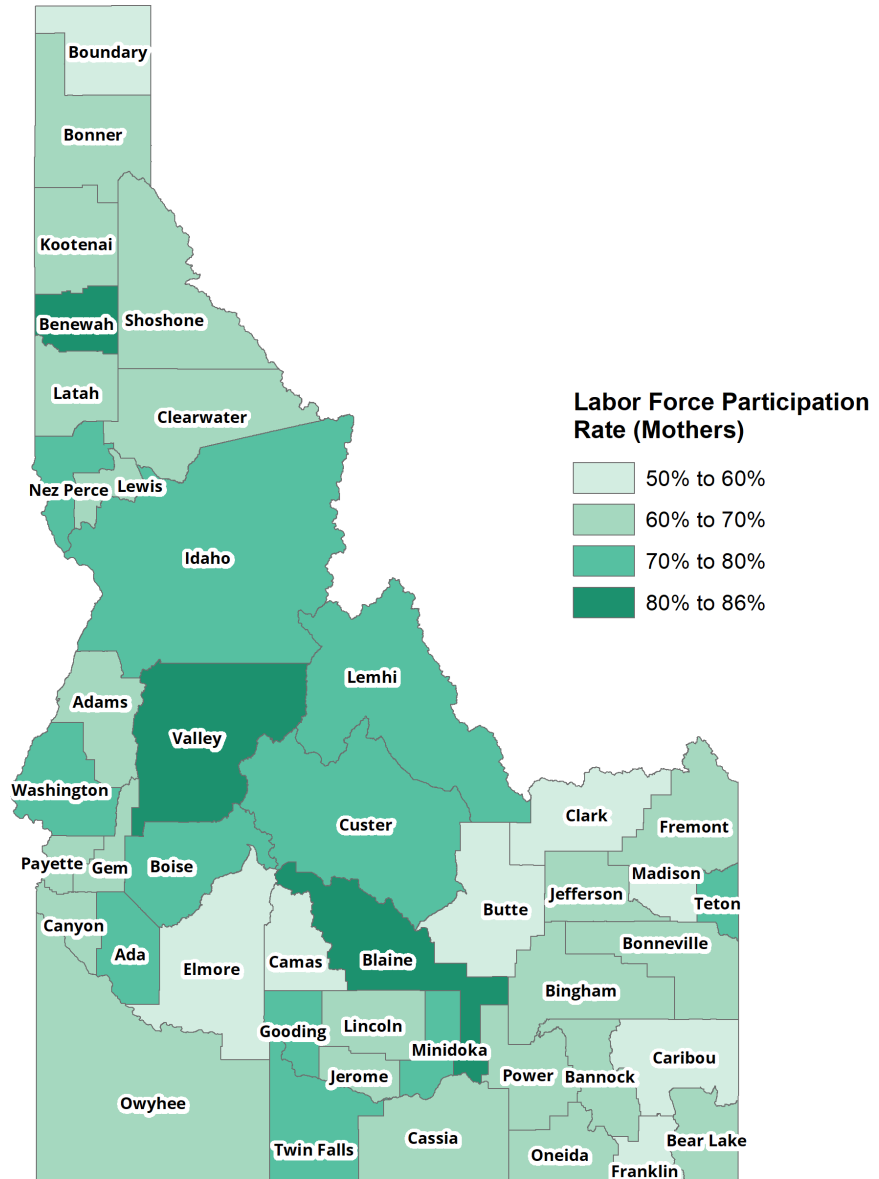 Boundary
Bonner
Kootenai
Benewah
Shoshone
Latah
Clearwater
Labor Force Participation
Rate (Mothers)
50% to 60%
60% to 70%
70% to 80%
80% to 86%
Nez Perce
Lewis
Idaho
Lemhi
Adams
Valley
Washington
Custer
Clark
Fremont
Payette
Gem
Boise
Madison
Jefferson
Teton
Butte
Canyon
Ada
Elmore
Camas
Blaine
Bonneville
Bingham
Gooding
Lincoln
Minidoka
Caribou
Jerome
Power
Bannock
Owyhee
Cassia
Twin Falls
Oneida
Bear Lake
Franklin